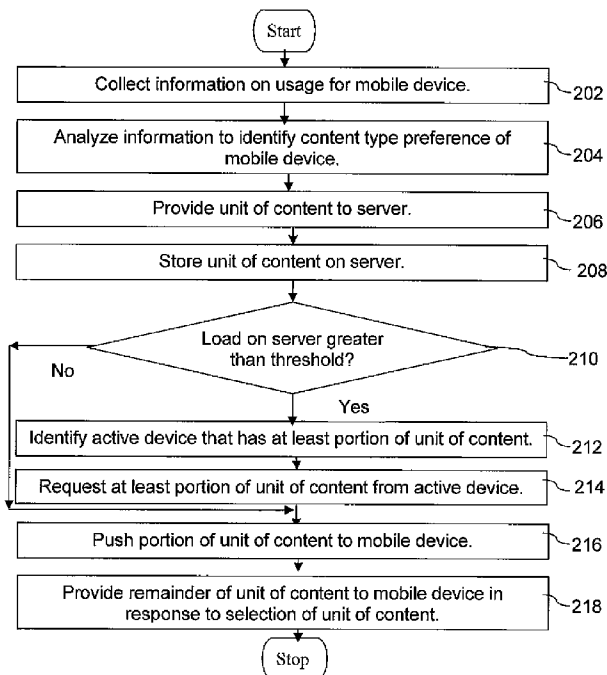 Start
Collect information on usage for mobile device.
202
Analyze information to identify content type preference of
mobile device.
204
Provide unit of content to server.
206
Store unit of content on server.
208
Load on server greater
than threshold?
210
No
Yes
Identify active device that has at least portion of unit of content.
212
Request at least portion of unit of content from active device.
214
Push portion of unit of content to mobile device.
216
Provide remainder of unit of content to mobile device in
response to selection of unit of content.
218
Stop